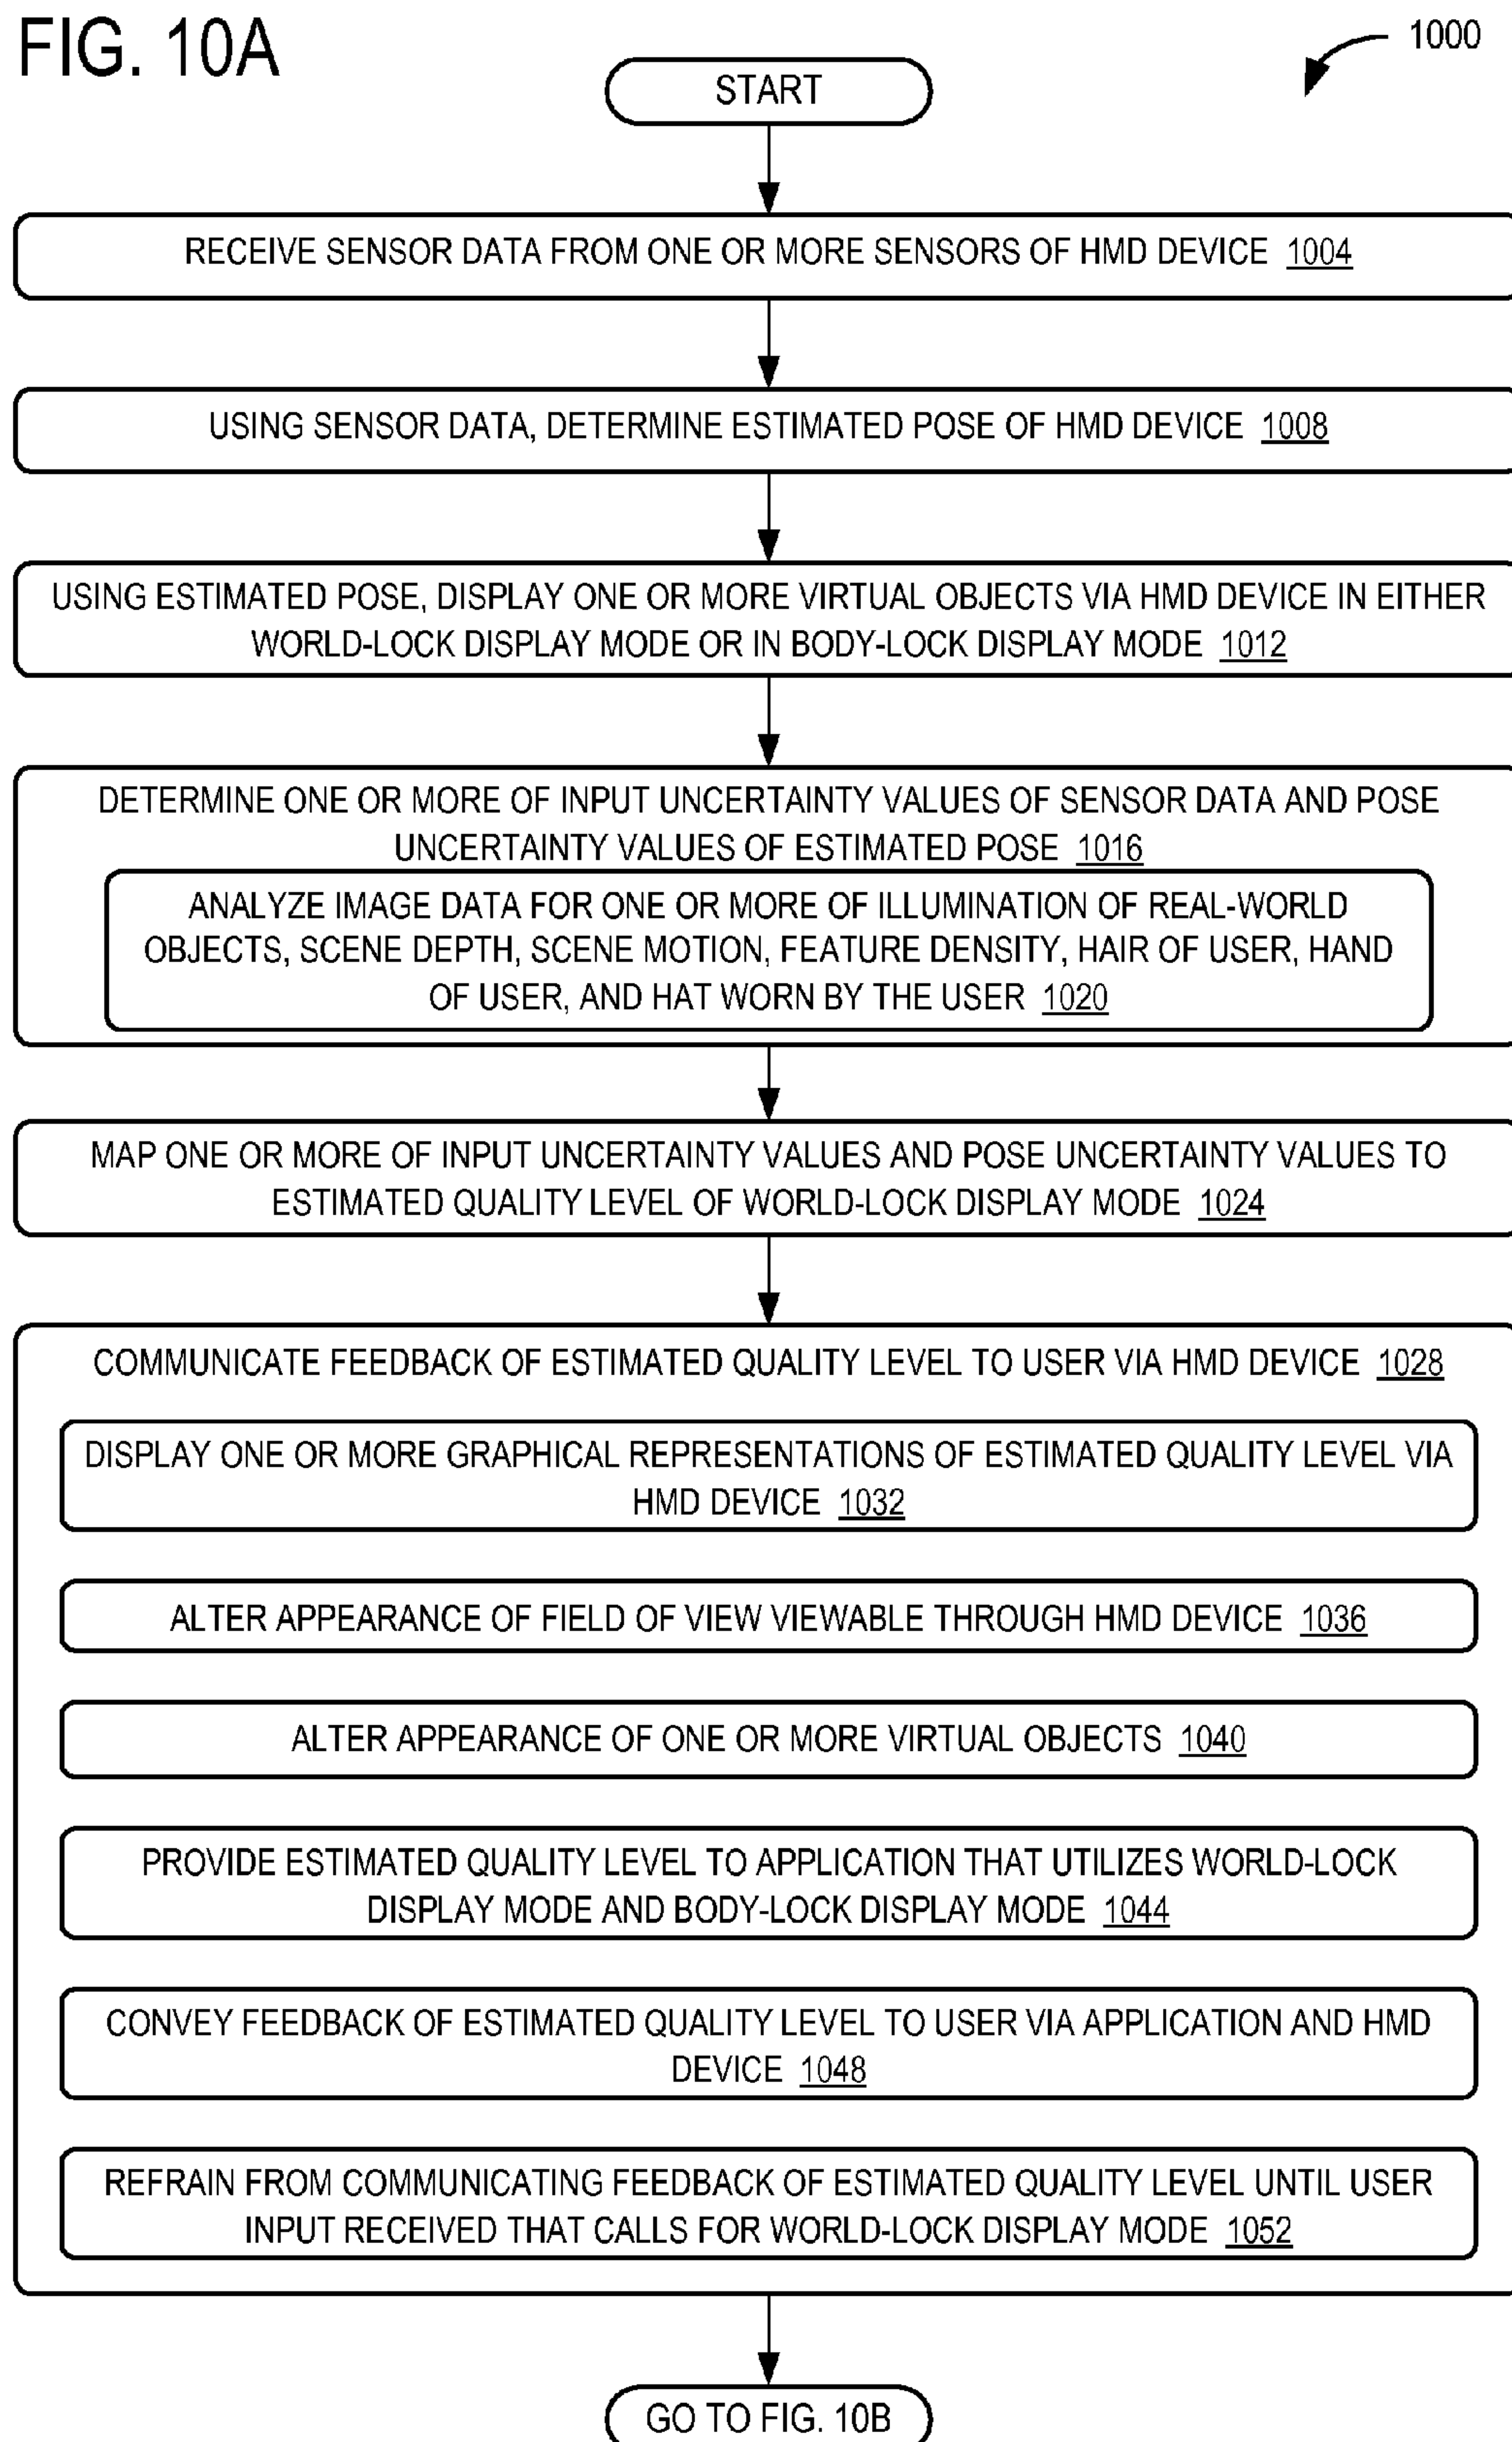 FIG. 10A
1000
START
RECEIVE SENSOR DATA FROM ONE OR MORE SENSORS OF HMD DEVICE 1004
USING SENSOR DATA, DETERMINE ESTIMATED POSE OF HMD DEVICE 1008
USING ESTIMATED POSE, DISPLAY ONE OR MORE VIRTUAL OBJECTS VIA HMD DEVICE IN EITHER
WORLD-LOCK DISPLAY MODE OR IN BODY-LOCK DISPLAY MODE 1012
DETERMINE ONE OR MORE OF INPUT UNCERTAINTY VALUES OF SENSOR DATA AND POSE
UNCERTAINTY VALUES OF ESTIMATED POSE 1016
ANALYZE IMAGE DATA FOR ONE OR MORE OF ILLUMINATION OF REAL-WORLD
OBJECTS, SCENE DEPTH, SCENE MOTION, FEATURE DENSITY, HAIR OF USER, HAND
OF USER, AND HAT WORN BY THE USER 1020
MAP ONE OR MORE OF INPUT UNCERTAINTY VALUES AND POSE UNCERTAINTY VALUES TO
ESTIMATED QUALITY LEVEL OF WORLD-LOCK DISPLAY MODE 1024
COMMUNICATE FEEDBACK OF ESTIMATED QUALITY LEVEL TO USER VIA HMD DEVICE 1028
DISPLAY ONE OR MORE GRAPHICAL REPRESENTATIONS OF ESTIMATED QUALITY LEVEL VIA
HMD DEVICE 1032
ALTER APPEARANCE OF FIELD OF VIEW VIEWABLE THROUGH HMD DEVICE 1036
ALTER APPEARANCE OF ONE OR MORE VIRTUAL OBJECTS 1040
PROVIDE ESTIMATED QUALITY LEVEL TO APPLICATION THAT UTILIZES WORLD-LOCK
DISPLAY MODE AND BODY-LOCK DISPLAY MODE 1044
CONVEY FEEDBACK OF ESTIMATED QUALITY LEVEL TO USER VIA APPLICATION AND HMD
DEVICE 1048
REFRAIN FROM COMMUNICATING FEEDBACK OF ESTIMATED QUALITY LEVEL UNTIL USER
INPUT RECEIVED THAT CALLS FOR WORLD-LOCK DISPLAY MODE 1052
GO TO FIG. 10B